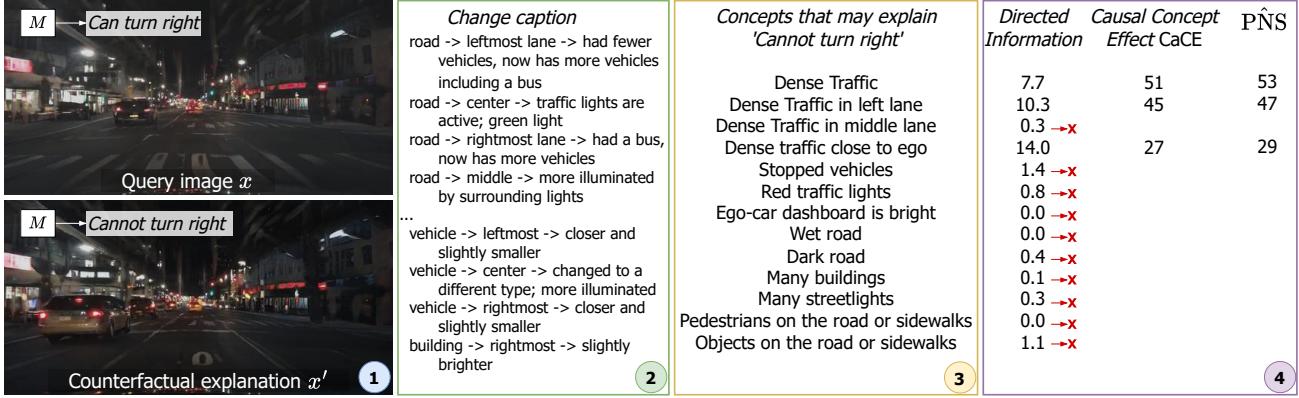 M
Can turn right
Query image x
M
Cannot turn right
Counterfactual explanation x′
1
Change caption
road -> leftmost lane -> had fewer
vehicles, now has more vehicles
including a bus
road -> center -> traffic lights are
active; green light
road -> rightmost lane -> had a bus,
now has more vehicles
road -> middle -> more illuminated
by surrounding lights
...
vehicle -> leftmost -> closer and
slightly smaller
vehicle -> center -> changed to a
different type; more illuminated
vehicle -> rightmost -> closer and
slightly smaller
building -> rightmost -> slightly
brighter
2
Concepts that may explain
'Cannot turn right'
Dense Traffic
Dense Traffic in left lane
Dense Traffic in middle lane
Dense traffic close to ego
Stopped vehicles
Red traffic lights
Ego-car dashboard is bright
Wet road
Dark road
Many buildings
Many streetlights
Pedestrians on the road or sidewalks
Objects on the road or sidewalks
3
Directed Information
Causal Concept Effect CaCE
PN̂S
7.7 51 53
10.3 45 47
0.3 →x
14.0 27 29
1.4 →x
0.8 →x
0.0 →x
0.0 →x
0.4 →x
0.1 →x
0.3 →x
0.0 →x
1.1 →x
4